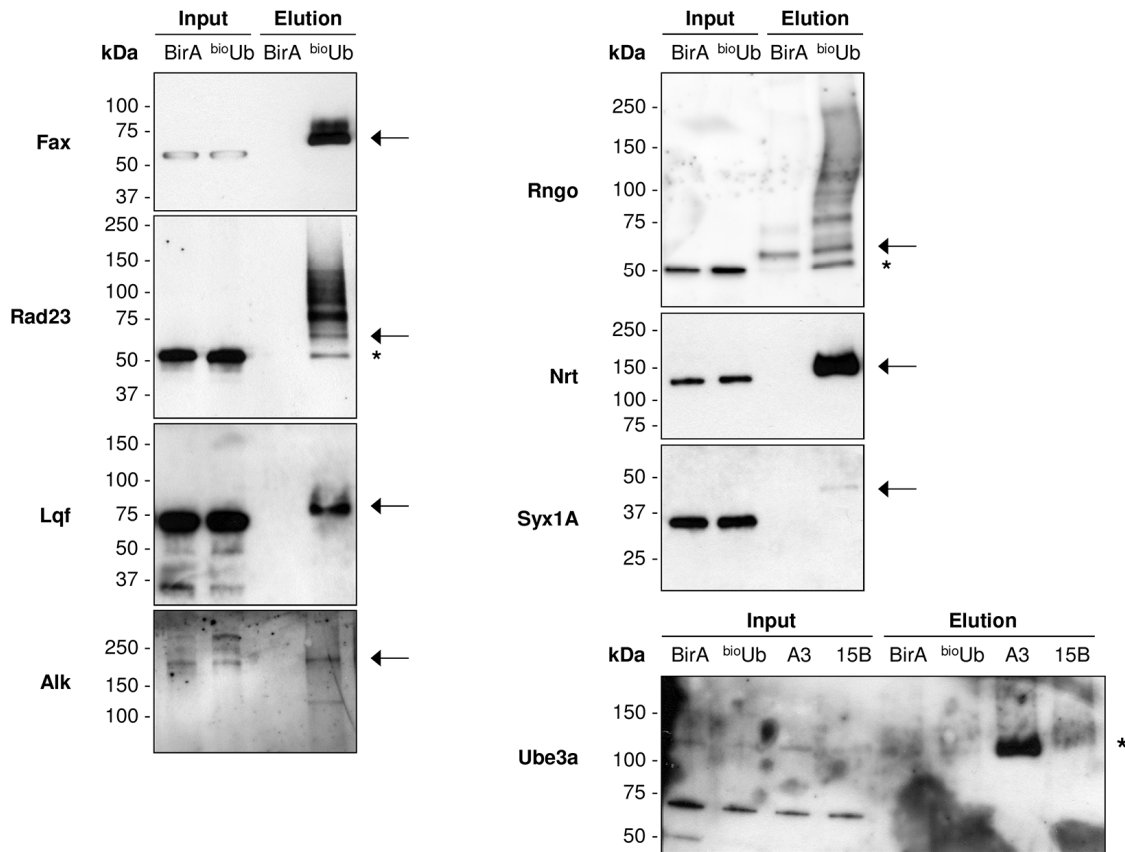 Input Elution
kDa BirA bioUb BirA bioUb
Fax
100 -
75 -
50 -
37 -
Rad23
250 -
150 -
100 -
75 -
50 -
37 -
*
Lqf
150 -
100 -
75 -
50 -
37 -
Alk
250 -
150 -
100 -
Input Elution
kDa BirA bioUb BirA bioUb
Rngo
250 -
150 -
100 -
75 -
50 -
*
Nrt
250 -
150 -
100 -
75 -
Syx1A
50 -
37 -
25 -
Input Elution
kDa BirA bioUb A3 15B BirA bioUb A3 15B
Ube3a
150 -
100 -
75 -
50 -
*